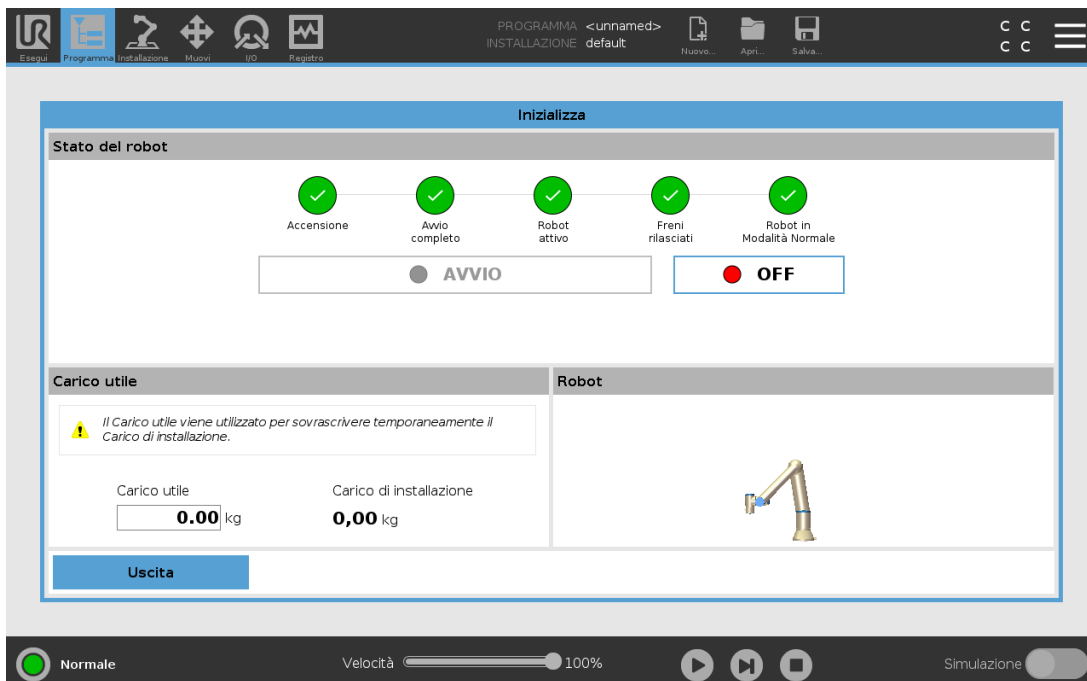 UR
PROGRAMMA <unnamed>
INSTALLAZIONE default
C C
C C
Esegui Programma Installazione Muovi I/O Registro Nuovo... Apri... Salva...
Inizializza
Stato del robot
Accensione
Avvio completo
Robot attivo
Freni rilasciati
Robot in Modalità Normale
AVVIO
OFF
Carico utile
Robot
Il Carico utile viene utilizzato per sovrascrivere temporaneamente il
Carico di installazione.
Carico utile
Carico di installazione
0.00 kg
0,00 kg
Uscita
Normale
Velocità
100%
Simulazione